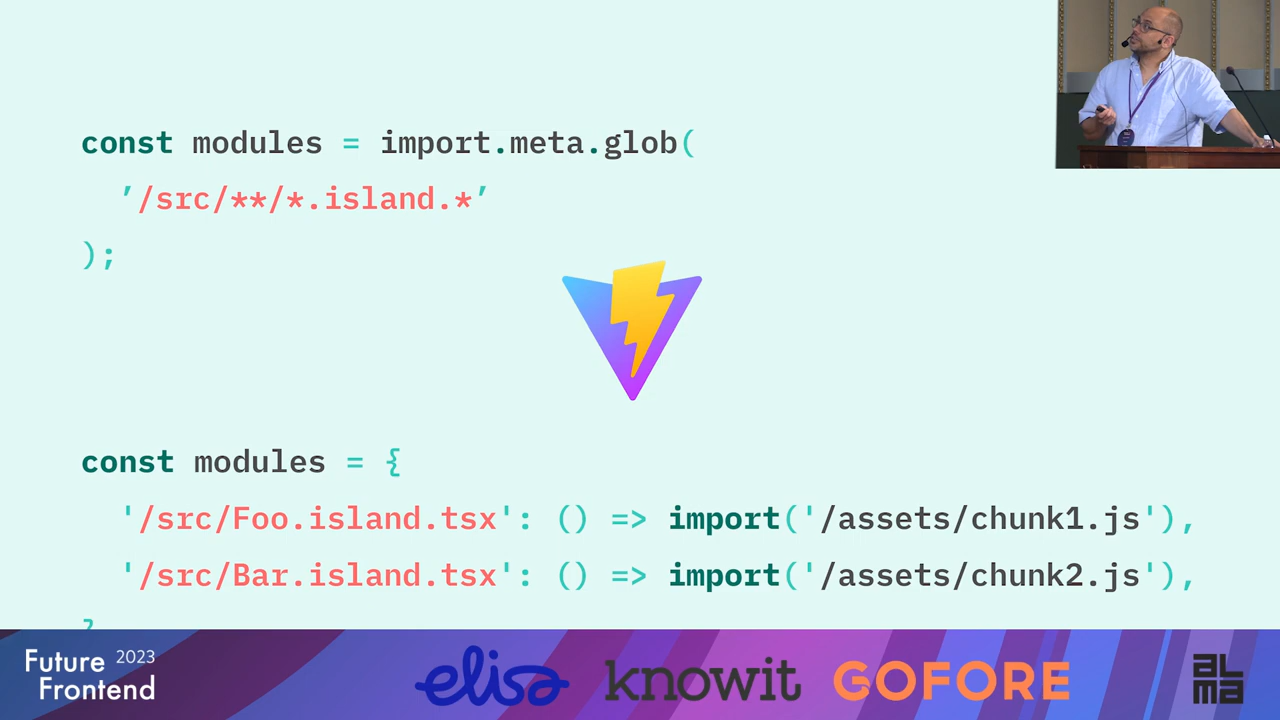 const modules = import.meta.glob(
’/src/**/*.island.*’
);
const modules = {
'/src/Foo.island.tsx': () => import('/assets/chunk1.js'),
'/src/Bar.island.tsx': () => import('/assets/chunk2.js'),
}
Future 2023
Frontend
elisa
knowit
GOFORE
aLma